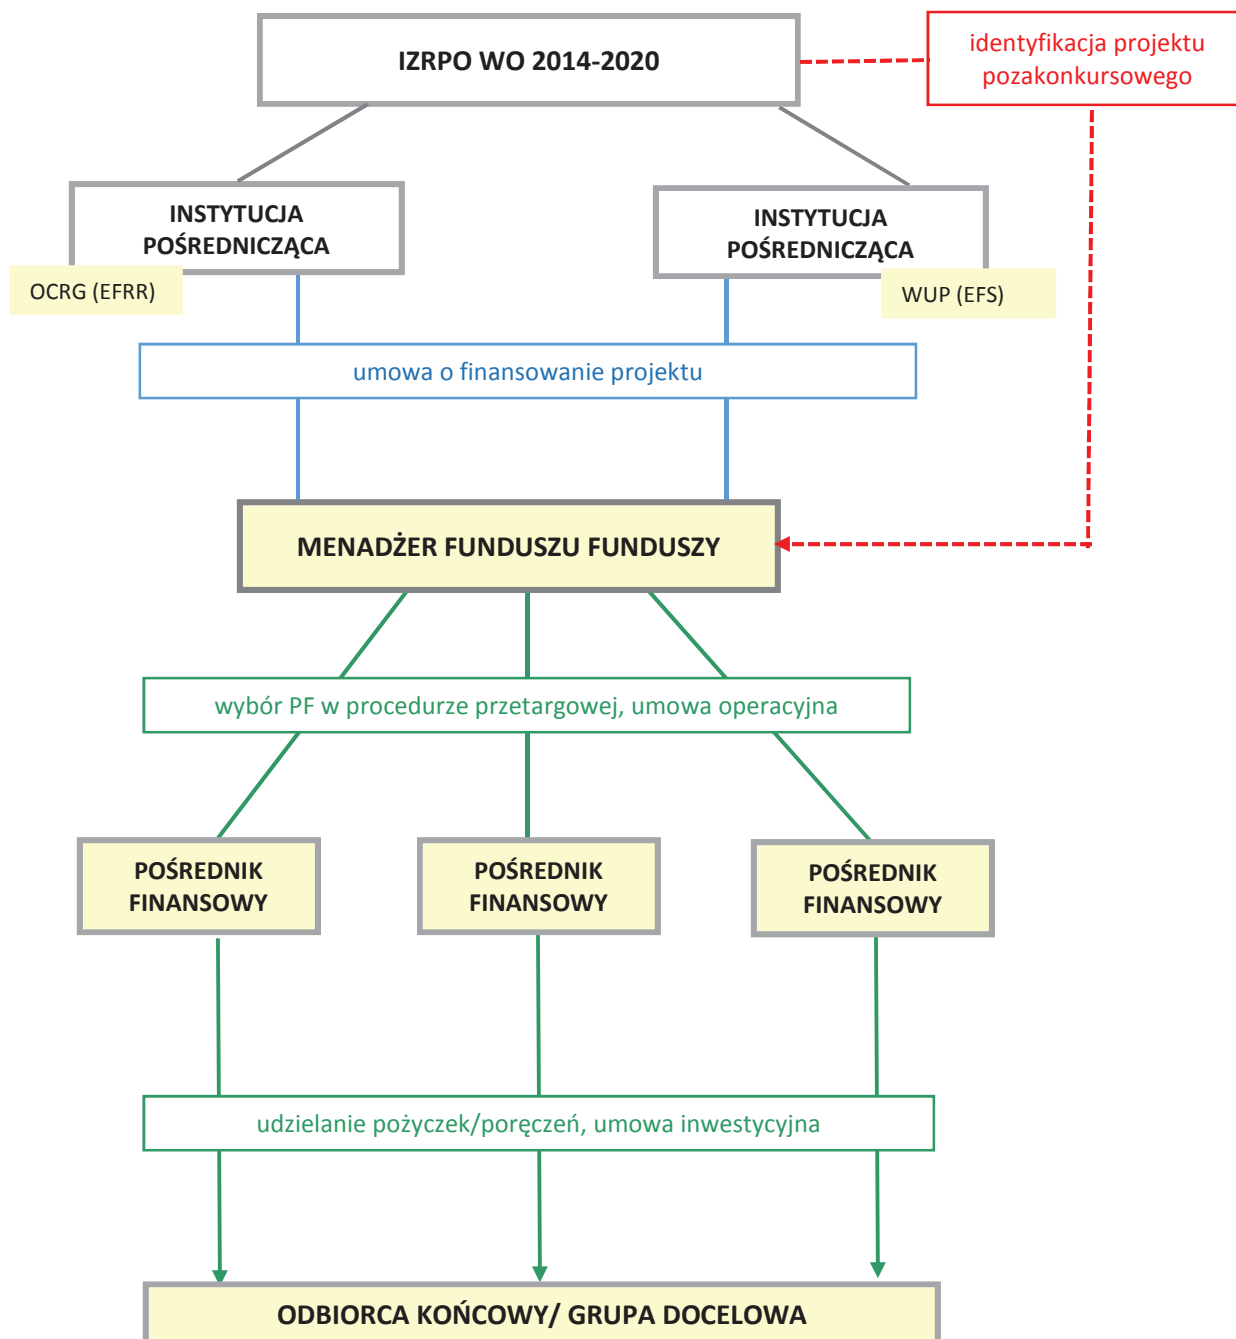 IZRPO WO 2014-2020
identyfikacja projektu
pozakonkursowego
INSTYTUCJA
POŚREDNICZĄCA
INSTYTUCJA
POŚREDNICZĄCA
OCRG (EFRR)
WUP (EFS)
umowa o finansowanie projektu
MENADŻER FUNDUSZU FUNDUSZY
wybór PF w procedurze przetargowej, umowa operacyjna
POŚREDNIK
FINANSOWY
POŚREDNIK
FINANSOWY
POŚREDNIK
FINANSOWY
udzielanie pożyczek/poręczeń, umowa inwestycyjna
ODBIORCA KOŃCOWY/ GRUPA DOCELOWA